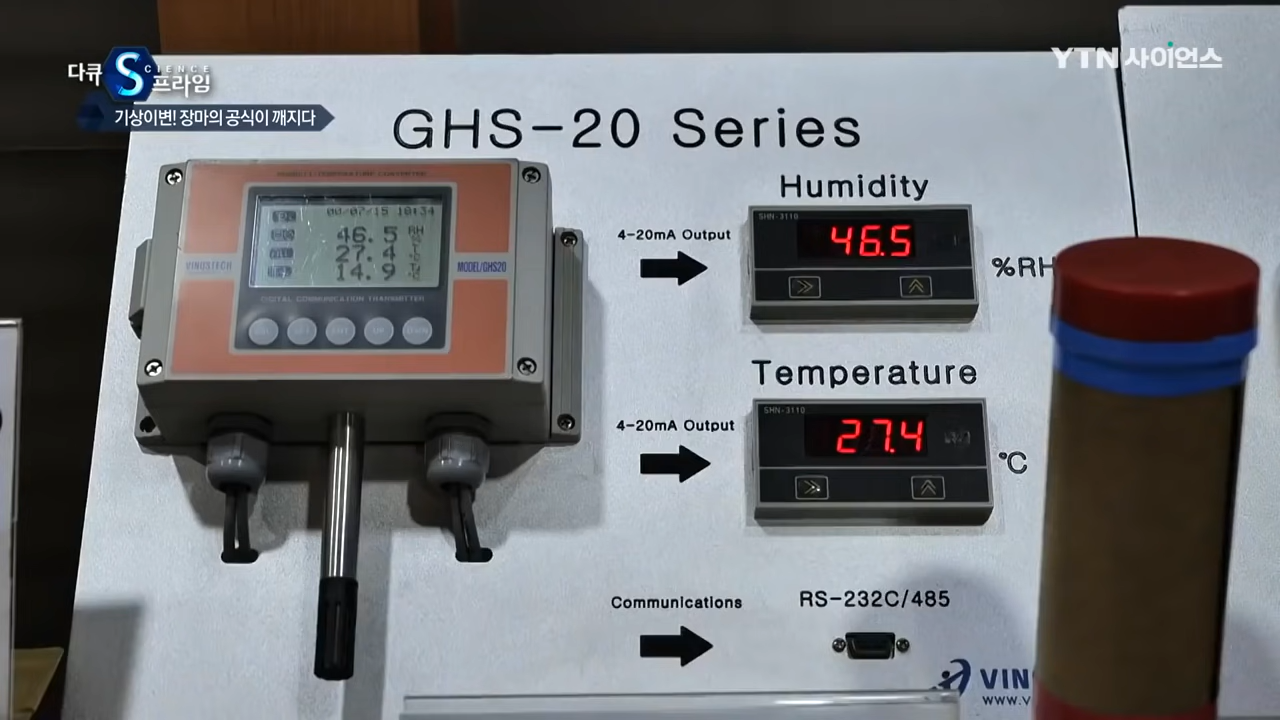 다큐 S 프라임
SCIENCE
YTN 사이언스
기상이변! 장마의 공식이 깨지다
GHS-20 Series
Humidity
4-20mA Output
SHN-3110
46.5
%RH
00/07/15 18:34
46.5 RH
27.4
14.9
VINOSTECH
MODEL/GHS20
DIGITAL COMMUNICATION TRANSMITTER
Temperature
4-20mA Output
SHN-3110
27.4
°C
Communications
RS-232C/485
VIN
www.v